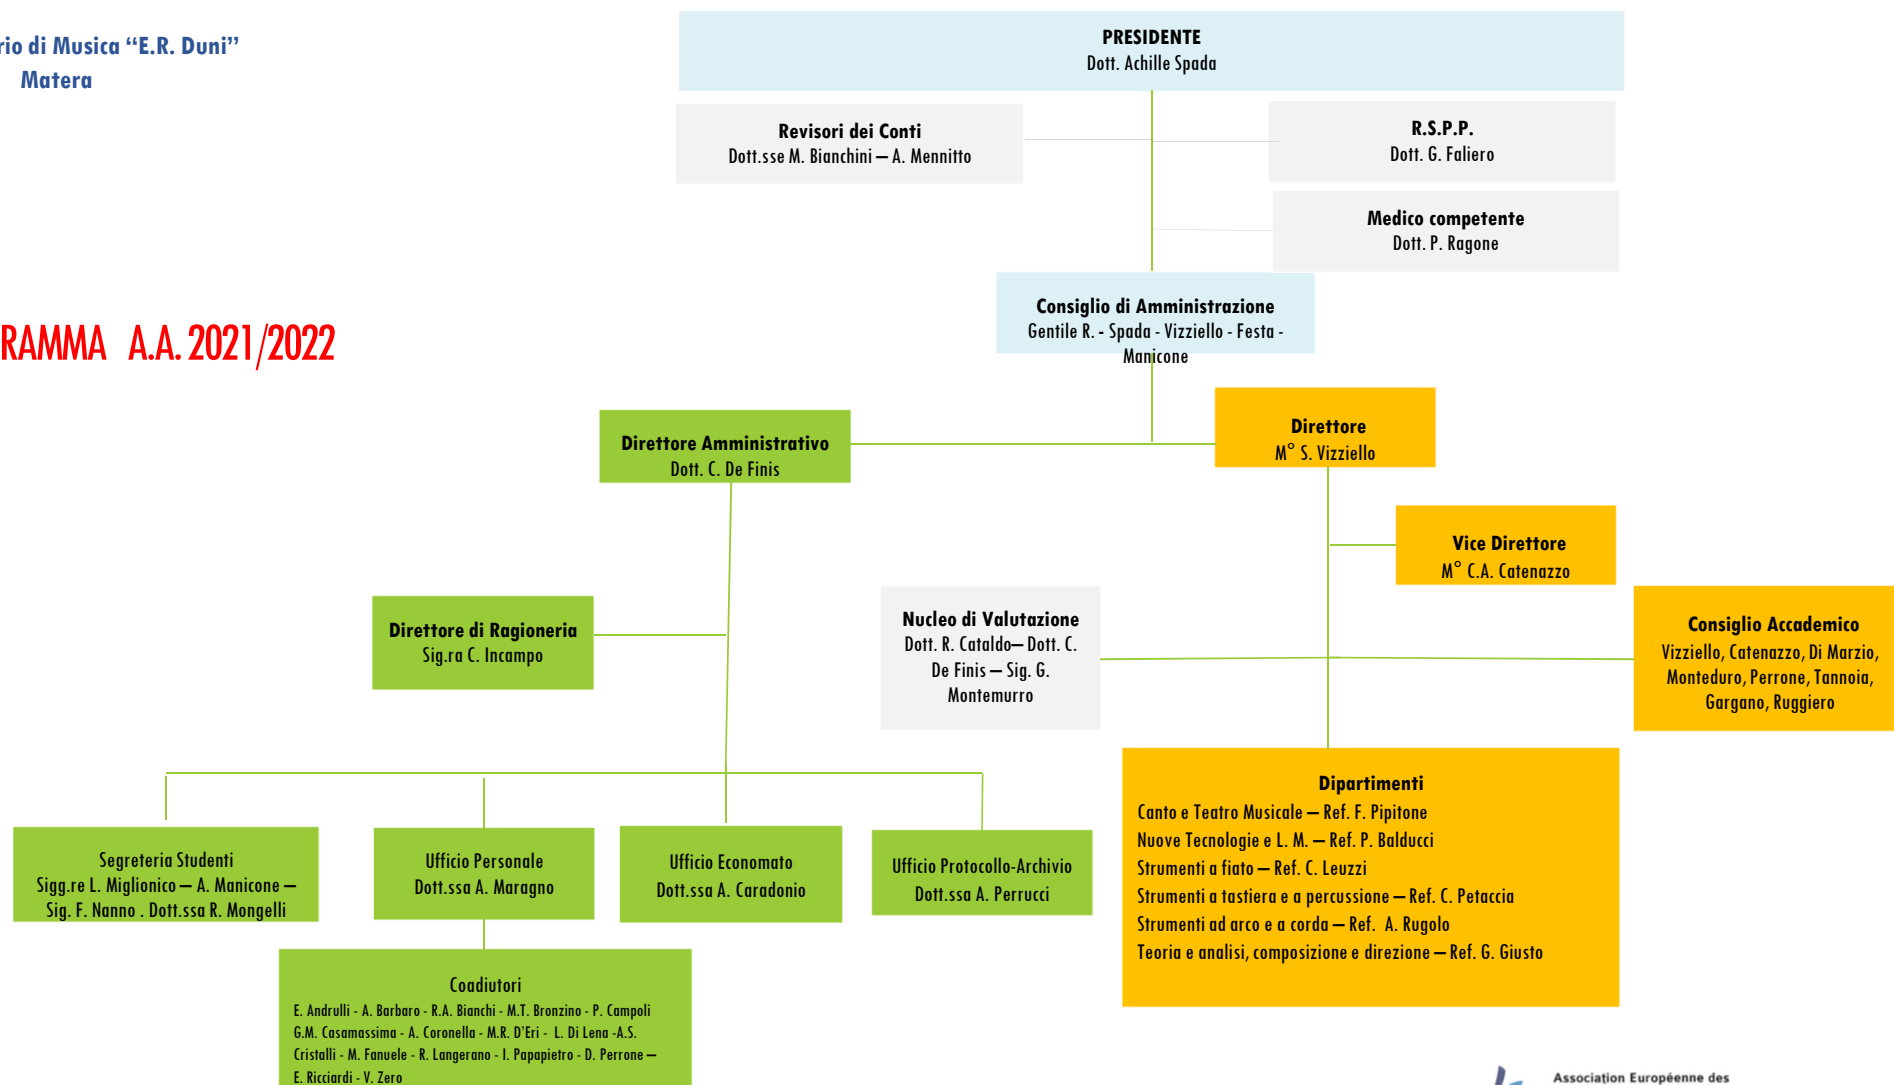 rio di Musica “E.R. Duni”
Matera
RAMMA A.A. 2021/2022
PRESIDENTE
Dott. Achille Spada
Revisori dei Conti
Dott.sse M. Bianchini – A. Mennitto
R.S.P.P.
Dott. G. Faliero
Medico competente
Dott. P. Ragone
Consiglio di Amministrazione
Gentile R. - Spada - Vizziello - Festa -
Manicone
Direttore Amministrativo
Dott. C. De Finis
Direttore
M° S. Vizziello
Vice Direttore
M° C.A. Catenazzo
Direttore di Ragioneria
Sig.ra C. Incampo
Nucleo di Valutazione
Dott. R. Cataldo– Dott. C.
De Finis – Sig. G.
Montemurro
Consiglio Accademico
Vizziello, Catenazzo, Di Marzio,
Monteduro, Perrone, Tannoia,
Gargano, Ruggiero
Segreteria Studenti
Sigg.re L. Miglionico – A. Manicone –
Sig. F. Nanno . Dott.ssa R. Mongelli
Ufficio Personale
Dott.ssa A. Maragno
Ufficio Economato
Dott.ssa A. Caradonio
Ufficio Protocollo-Archivio
Dott.ssa A. Perrucci
Dipartimenti
Canto e Teatro Musicale – Ref. F. Pipitone
Nuove Tecnologie e L. M. – Ref. P. Balducci
Strumenti a fiato – Ref. C. Leuzzi
Strumenti a tastiera e a percussione – Ref. C. Petaccia
Strumenti ad arco e a corda – Ref. A. Rugolo
Teoria e analisi, composizione e direzione – Ref. G. Giusto
Coadiutori
E. Andrulli - A. Barbaro - R.A. Bianchi - M.T. Bronzino - P. Campoli
G.M. Casamassima - A. Coronella - M.R. D'Eri - L. Di Lena -A.S.
Cristalli - M. Fanuele - R. Langerano - I. Papapietro - D. Perrone –
E. Ricciardi - V. Zero
Association Européenne des